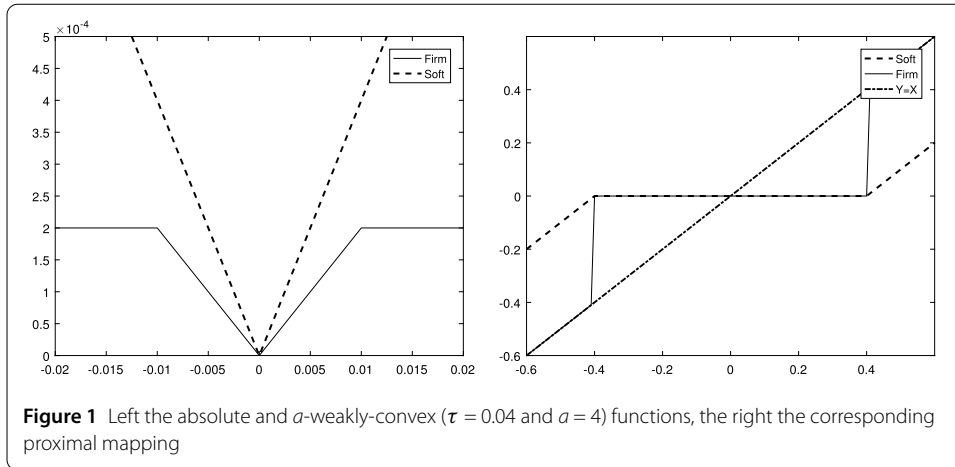 ×10⁻⁴
5
4.5
4
3.5
3
2.5
2
1.5
1
0.5
0
-0.02 -0.015 -0.01 -0.005 0 0.005 0.01 0.015 0.02
Firm
Soft
0.4
0.2
0
-0.2
-0.4
-0.6
-0.6 -0.4 -0.2 0 0.2 0.4
Soft
Firm
Y=X
Figure 1 Left the absolute and a-weakly-convex (τ = 0.04 and a = 4) functions, the right the corresponding
proximal mapping